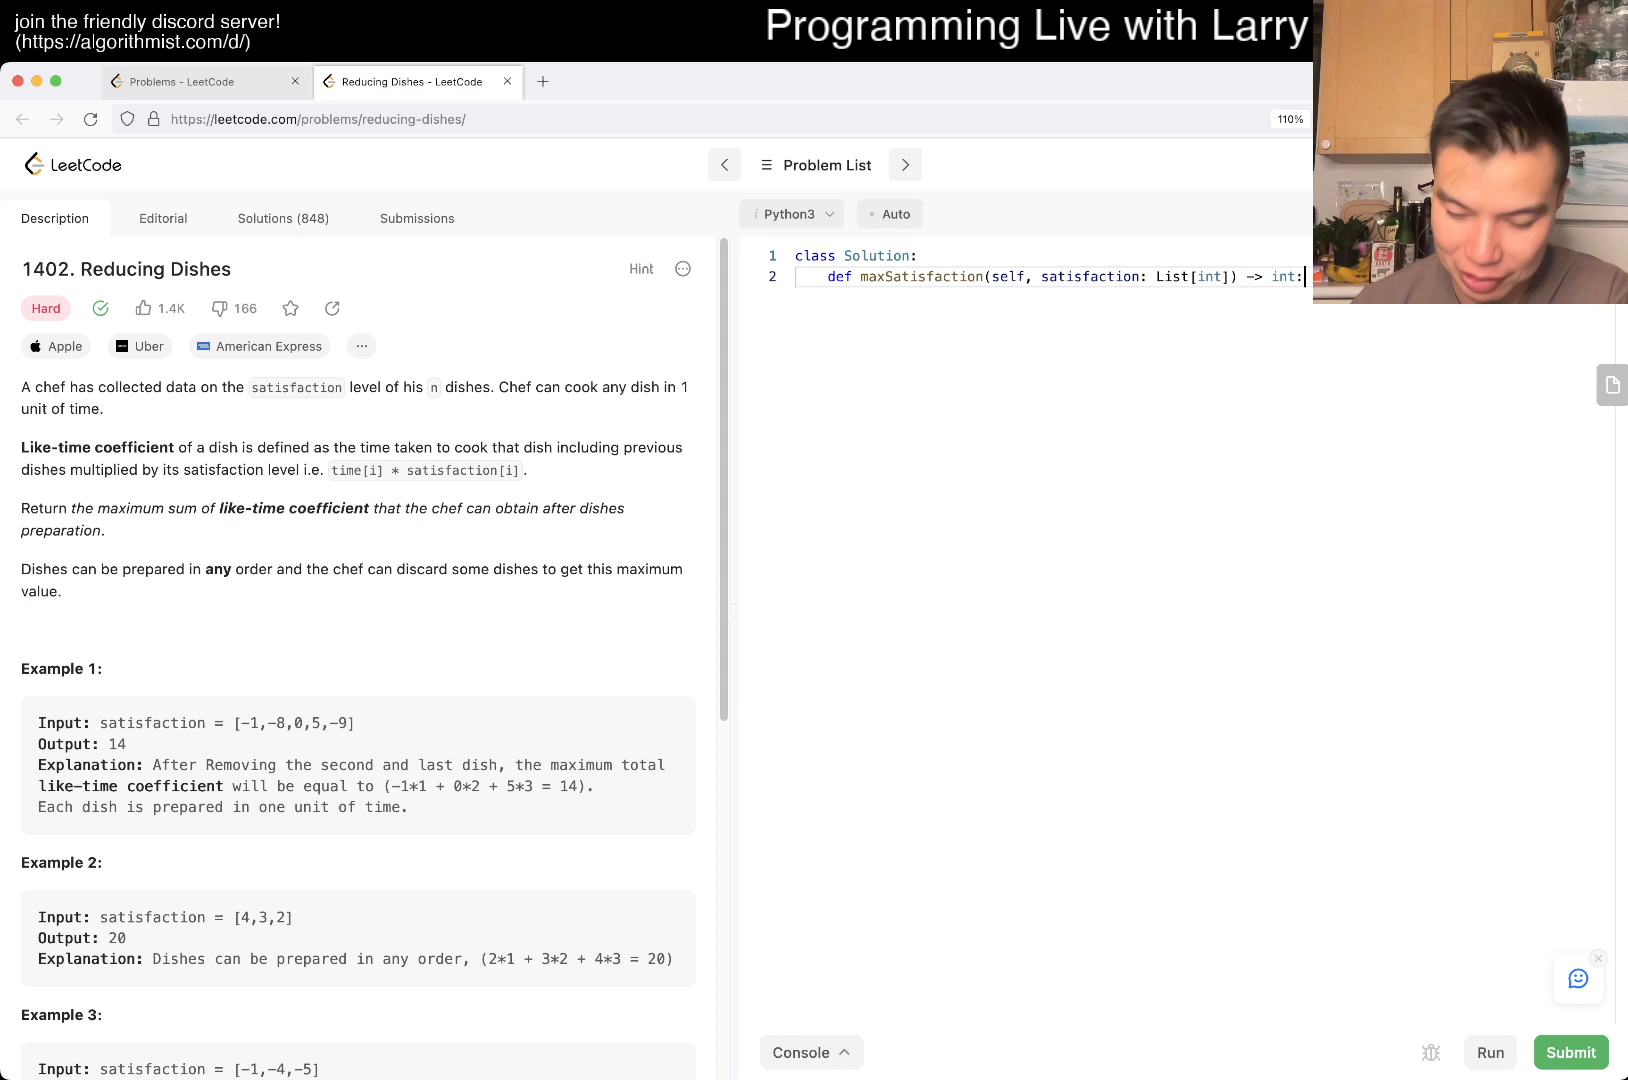 join the friendly discord server!
(https://algorithmist.com/d/)
Programming Live with Larry
Problems - LeetCode
Reducing Dishes - LeetCode
https://leetcode.com/problems/reducing-dishes/
110%
LeetCode
Problem List
Description
Editorial
Solutions (848)
Submissions
i Python3
• Auto
1402. Reducing Dishes
Hint
Hard
1.4K
166
Apple
Uber
American Express
...
A chef has collected data on the satisfaction level of his n dishes. Chef can cook any dish in 1
unit of time.
Like-time coefficient of a dish is defined as the time taken to cook that dish including previous
dishes multiplied by its satisfaction level i.e. time[i] * satisfaction[i].
Return the maximum sum of like-time coefficient that the chef can obtain after dishes
preparation.
Dishes can be prepared in any order and the chef can discard some dishes to get this maximum
value.
Example 1:
Input: satisfaction = [-1,-8,0,5,-9]
Output: 14
Explanation: After Removing the second and last dish, the maximum total
like-time coefficient will be equal to (-1*1 + 0*2 + 5*3 = 14).
Each dish is prepared in one unit of time.
Example 2:
Input: satisfaction = [4,3,2]
Output: 20
Explanation: Dishes can be prepared in any order, (2*1 + 3*2 + 4*3 = 20)
Example 3:
Input: satisfaction = [-1,-4,-5]
1 class Solution:
2 def maxSatisfaction(self, satisfaction: List[int]) -> int:
Console
Run
Submit